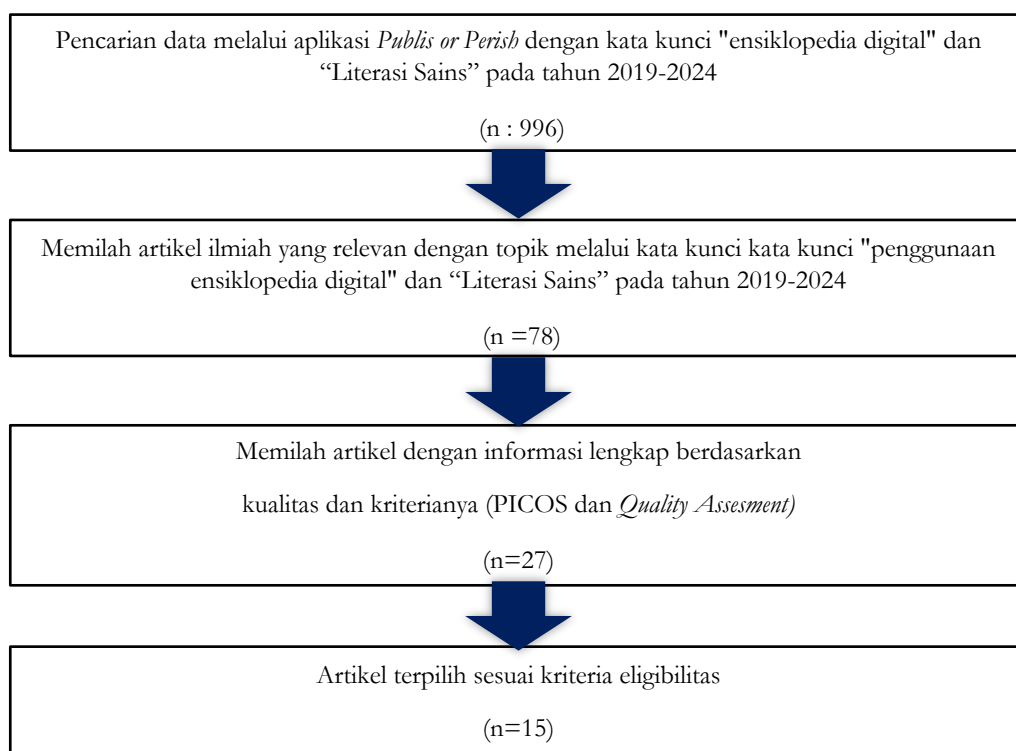 Pencarian data melalui aplikasi Publis or Perish dengan kata kunci "ensiklopedia digital" dan
“Literasi Sains” pada tahun 2019-2024
(n : 996)
Memilah artikel ilmiah yang relevan dengan topik melalui kata kunci kata kunci "penggunaan
ensiklopedia digital" dan “Literasi Sains” pada tahun 2019-2024
(n =78)
Memilah artikel dengan informasi lengkap berdasarkan
kualitas dan kriterianya (PICOS dan Quality Assesment)
(n=27)
Artikel terpilih sesuai kriteria eligibilitas
(n=15)